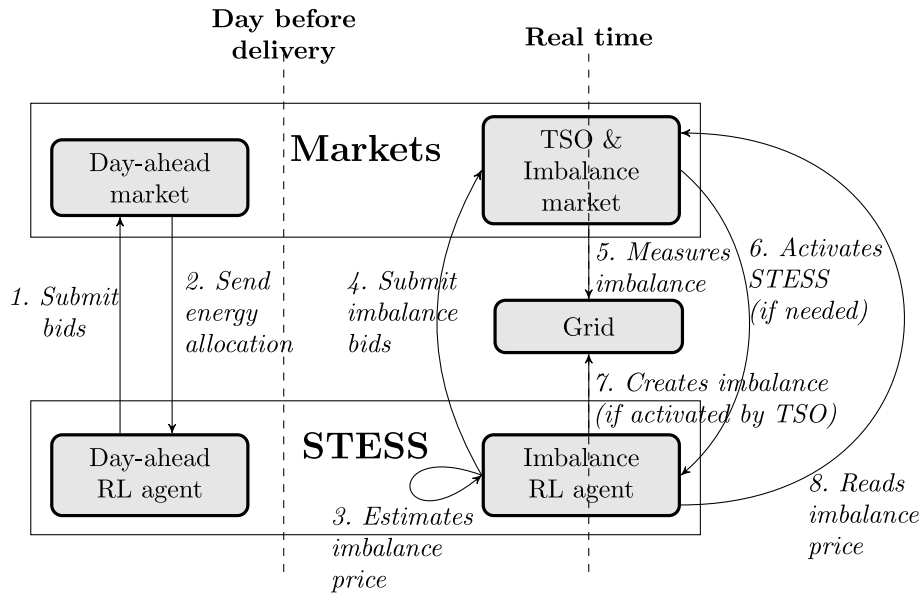 Day before
delivery
Real time
Markets
Day-ahead
market
TSO &
Imbalance
market
1. Submit
bids
2. Send
energy
allocation
4. Submit
imbalance
bids
5. Measures
imbalance
6. Activates
STESS
(if needed)
Grid
7. Creates imbalance
(if activated by TSO)
STESS
Day-ahead
RL agent
Imbalance
RL agent
3. Estimates
imbalance
price
8. Reads
imbalance
price